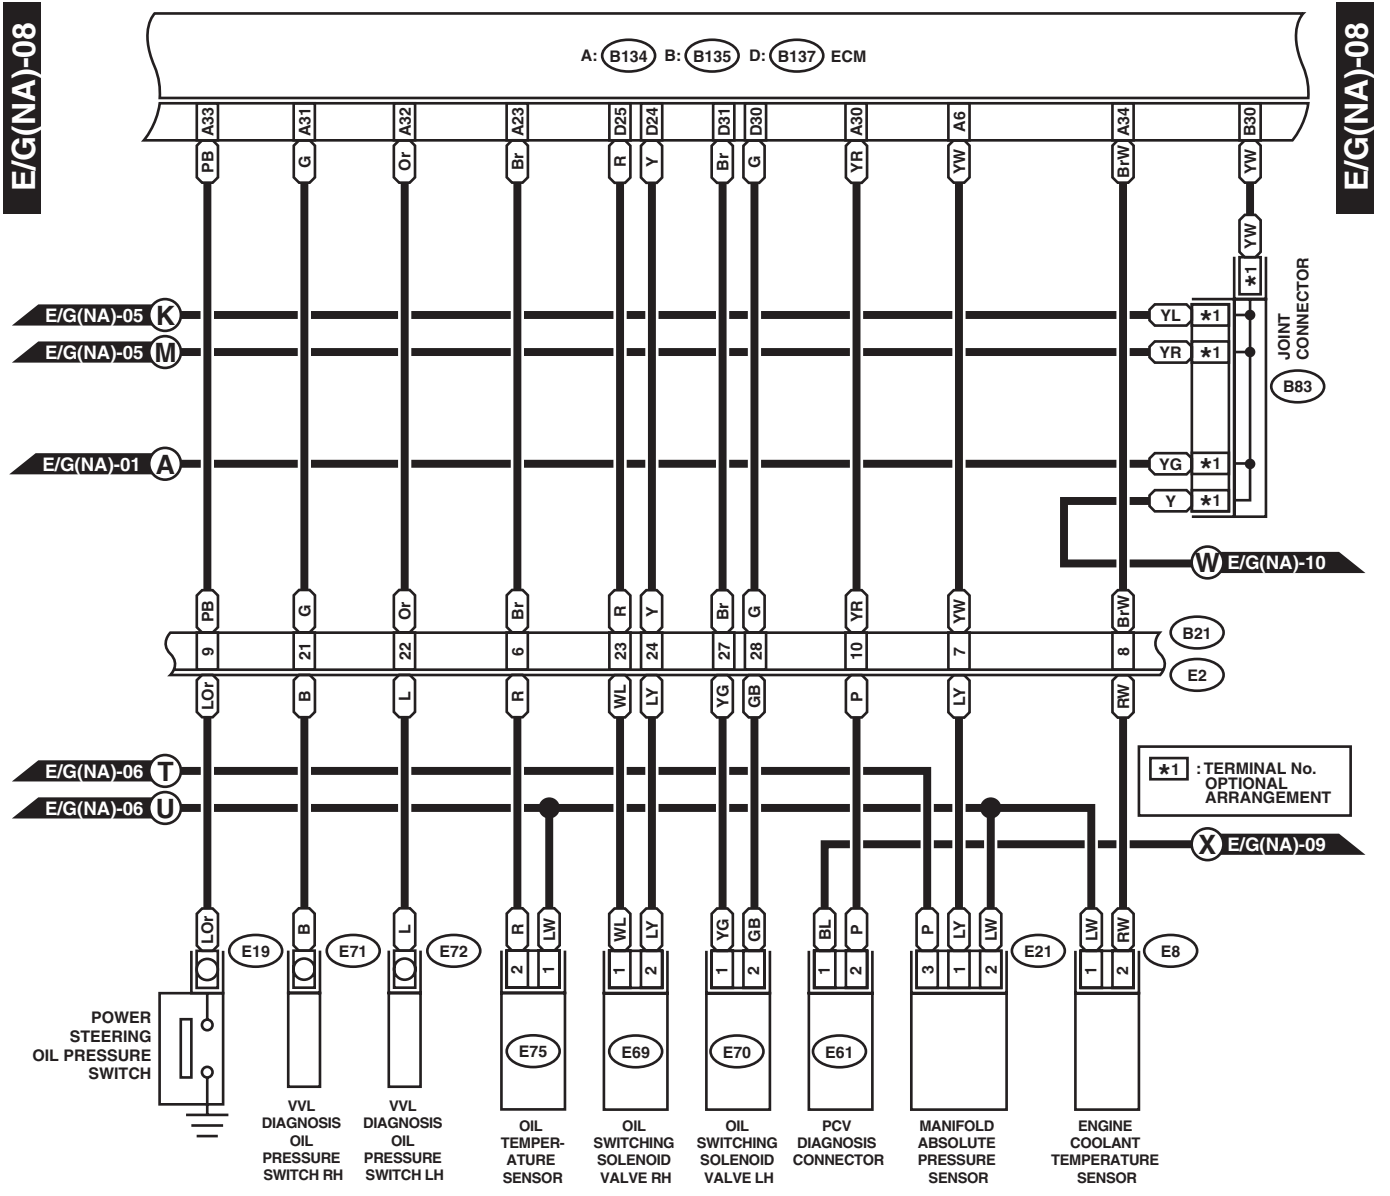 E/G(NA)-08
E/G(NA)-08
A: B134 B: B135 D: B137 ECM
A33 A31 A32 A23 D25 D24 D31 D30 A30 A6 A34 B30
PB G Or Br R Y Br G YR YW BrW YW
YW
*1
JOINT
CONNECTOR
B83
E/G(NA)-05 K YL *1
E/G(NA)-05 M YR *1
E/G(NA)-01 A YG *1
Y *1
W E/G(NA)-10
PB G Or Br R Y Br G YR YW BrW
B21
9 21 22 6 23 24 27 28 10 7 8
E2
LOr B L R WL LY YG GB P LY RW
E/G(NA)-06 T
E/G(NA)-06 U
*1 : TERMINAL No.
OPTIONAL
ARRANGEMENT
X E/G(NA)-09
LOr B L R LW WL LY YG GB BL P P LY LW LW RW
E19 E71 E72 E21 E8
2 1 1 2 1 2 1 2 3 1 2 1 2
E75 E69 E70 E61
POWER
STEERING
OIL PRESSURE
SWITCH
VVL
DIAGNOSIS
OIL
PRESSURE
SWITCH RH
VVL
DIAGNOSIS
OIL
PRESSURE
SWITCH LH
OIL
TEMPER-
ATURE
SENSOR
OIL
SWITCHING
SOLENOID
VALVE RH
OIL
SWITCHING
SOLENOID
VALVE LH
PCV
DIAGNOSIS
CONNECTOR
MANIFOLD
ABSOLUTE
PRESSURE
SENSOR
ENGINE
COOLANT
TEMPERATURE
SENSOR